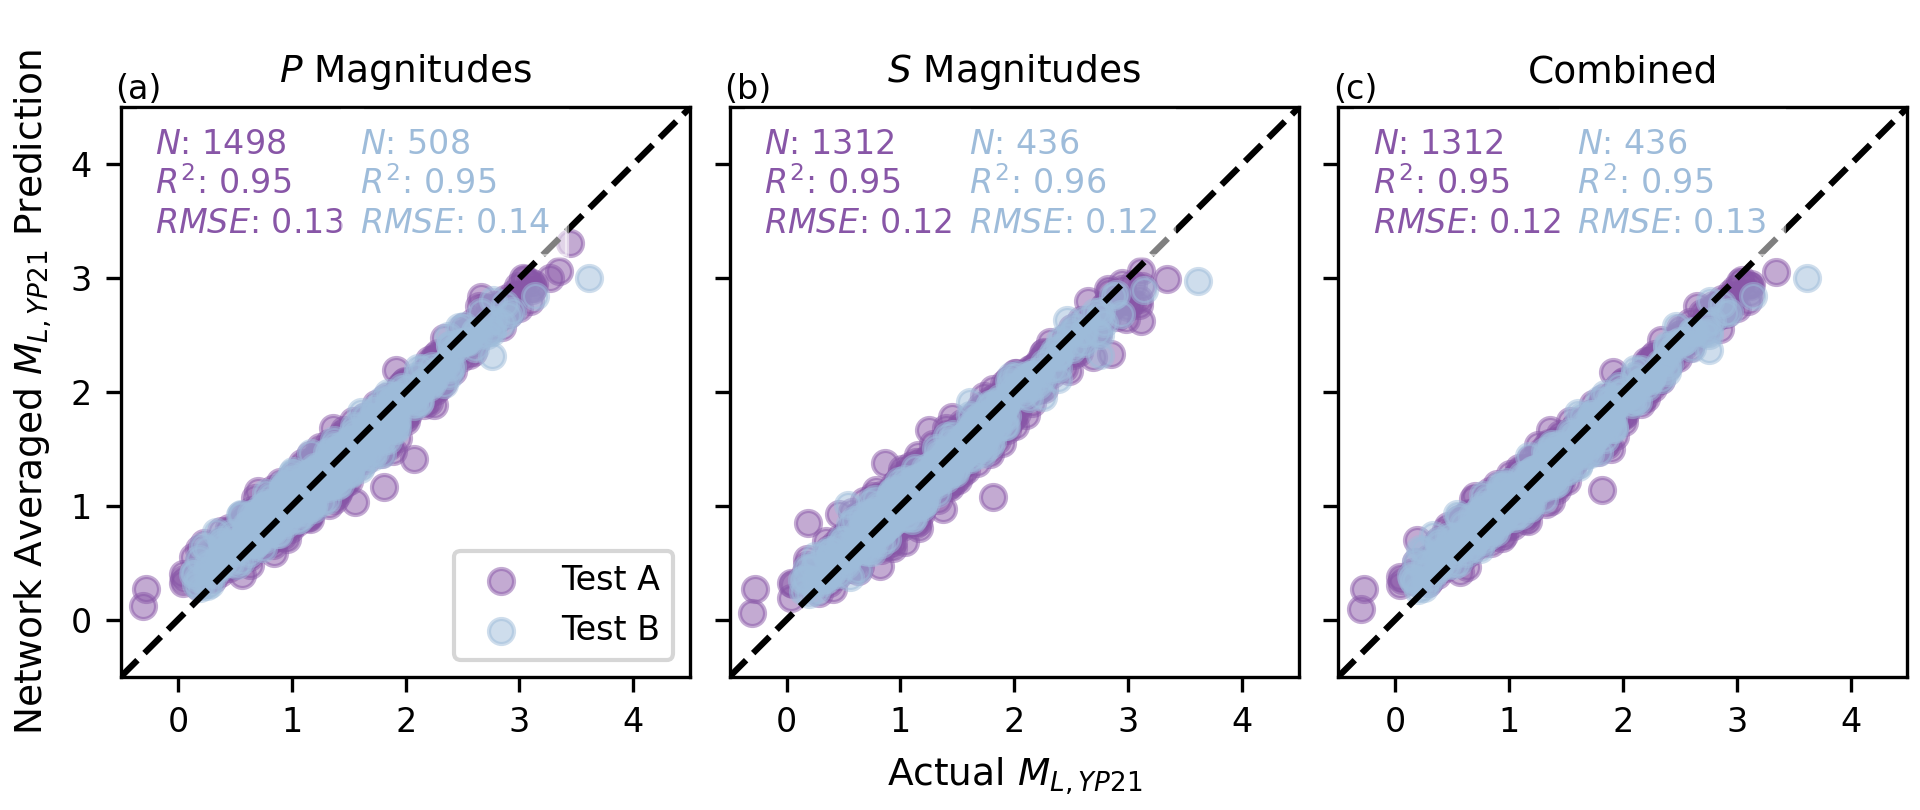 P Magnitudes
S Magnitudes
Combined
(a)
(b)
(c)
N: 1498
R²: 0.95
RMSE: 0.13
N: 508
R²: 0.95
RMSE: 0.14
N: 1312
R²: 0.95
RMSE: 0.12
N: 436
R²: 0.96
RMSE: 0.12
N: 1312
R²: 0.95
RMSE: 0.12
N: 436
R²: 0.95
RMSE: 0.13
Network Averaged M_{L, YP21} Prediction
4
3
2
1
0
Test A
Test B
0 1 2 3 4
0 1 2 3 4
0 1 2 3 4
Actual M_{L, YP21}